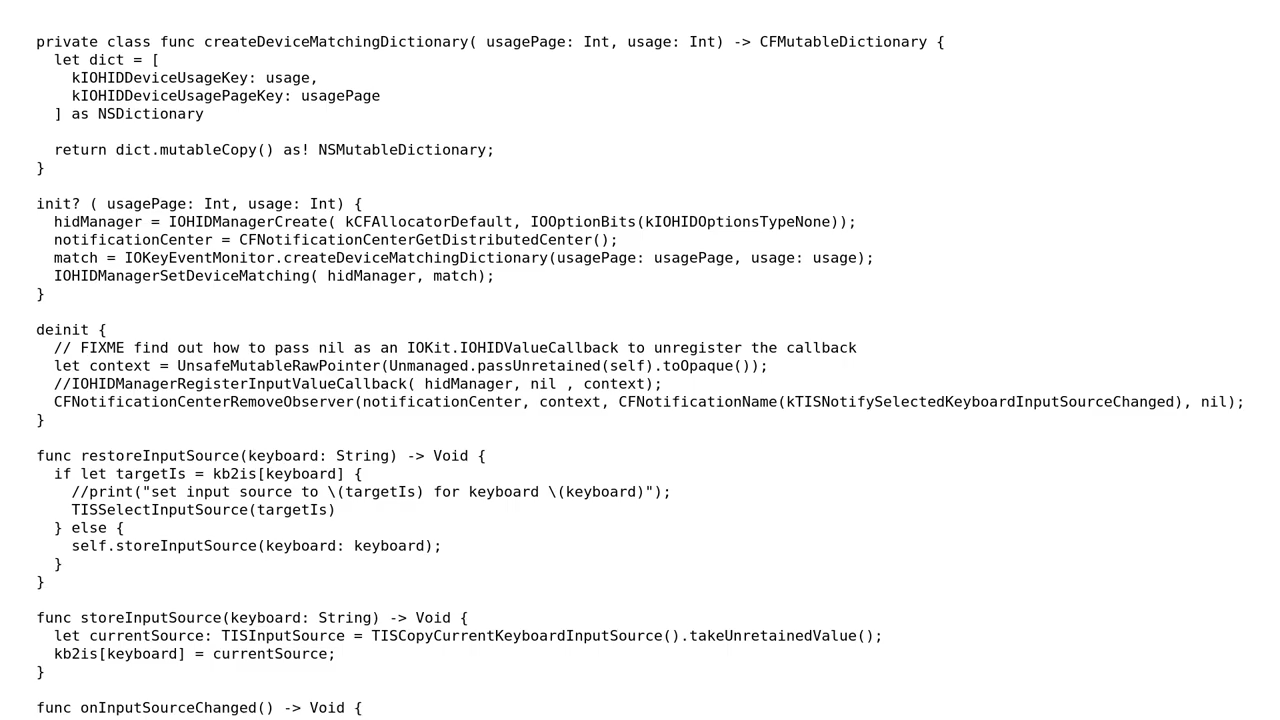 private class func createDeviceMatchingDictionary( usagePage: Int, usage: Int) -> CFMutableDictionary {
  let dict = [
    kIOHIDDeviceUsageKey: usage,
    kIOHIDDeviceUsagePageKey: usagePage
  ] as NSDictionary

  return dict.mutableCopy() as! NSMutableDictionary;
}

init? ( usagePage: Int, usage: Int) {
  hidManager = IOHIDManagerCreate( kCFAllocatorDefault, IOOptionBits(kIOHIDOptionsTypeNone));
  notificationCenter = CFNotificationCenterGetDistributedCenter();
  match = IOKeyEventMonitor.createDeviceMatchingDictionary(usagePage: usagePage, usage: usage);
  IOHIDManagerSetDeviceMatching( hidManager, match);
}

deinit {
  // FIXME find out how to pass nil as an IOKit.IOHIDValueCallback to unregister the callback
  let context = UnsafeMutableRawPointer(Unmanaged.passUnretained(self).toOpaque());
  //IOHIDManagerRegisterInputValueCallback( hidManager, nil , context);
  CFNotificationCenterRemoveObserver(notificationCenter, context, CFNotificationName(kTISNotifySelectedKeyboardInputSourceChanged), nil);
}

func restoreInputSource(keyboard: String) -> Void {
  if let targetIs = kb2is[keyboard] {
    //print("set input source to \(targetIs) for keyboard \(keyboard)");
    TISSelectInputSource(targetIs)
  } else {
    self.storeInputSource(keyboard: keyboard);
  }
}

func storeInputSource(keyboard: String) -> Void {
  let currentSource: TISInputSource = TISCopyCurrentKeyboardInputSource().takeUnretainedValue();
  kb2is[keyboard] = currentSource;
}

func onInputSourceChanged() -> Void {